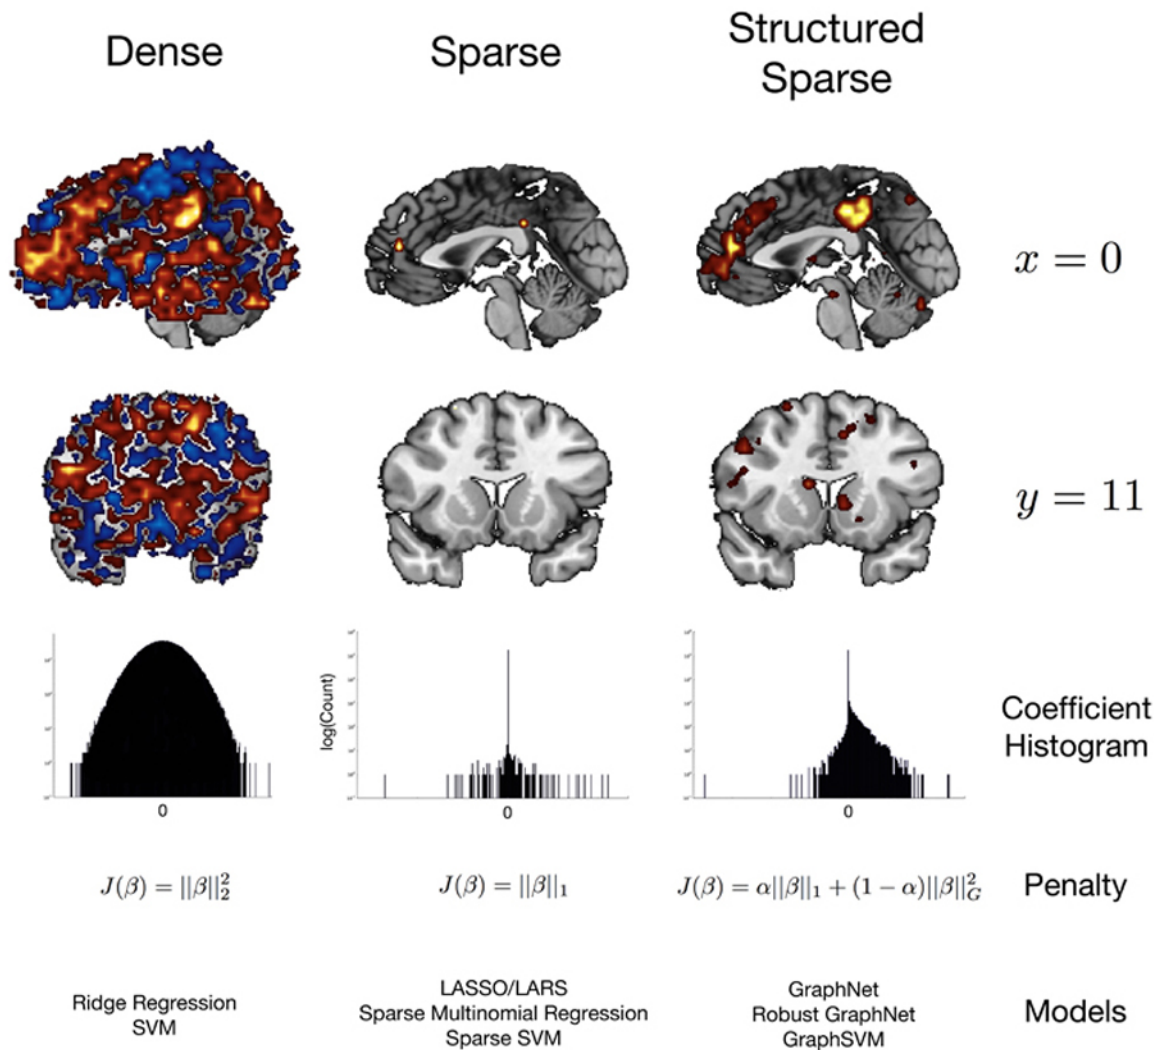 Dense
Sparse
Structured
Sparse
x = 0
y = 11
log(Count)
0
0
0
Coefficient
Histogram
J(β) = ||β||₂²
J(β) = ||β||₁
J(β) = α||β||₁ + (1 − α)||β||²_G
Penalty
Ridge Regression
SVM
LASSO/LARS
Sparse Multinomial Regression
Sparse SVM
GraphNet
Robust GraphNet
GraphSVM
Models